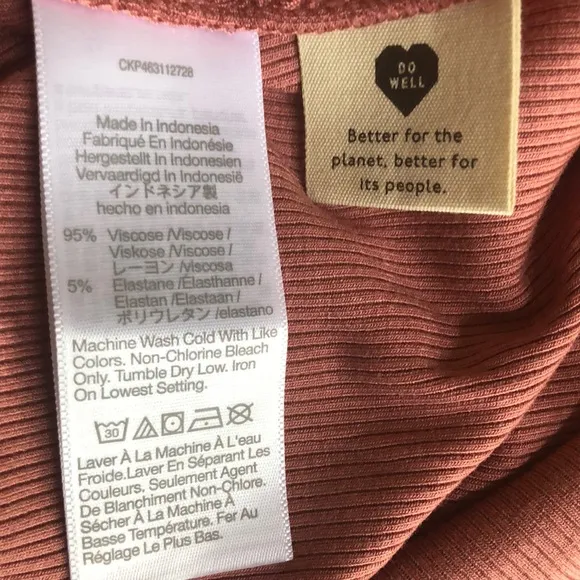 CKP463112728
Made In Indonesia
Fabriqué En Indonésie
Hergestellt In Indonesien
Vervaardigd In Indonesië
インドネシア製
hecho en indonesia
95% Viscose /Viscose /
Viskose /Viscose /
レーヨン /viscosa
5% Elastane /Élasthanne /
Elastan /Elastaan /
ポリウレタン /elastano
Machine Wash Cold With Like
Colors. Non-Chlorine Bleach
Only. Tumble Dry Low. Iron
On Lowest Setting.
30
Laver À La Machine À L'eau
Froide.Laver En Séparant Les
Couleurs, Seulement Agent
De Blanchiment Non-Chlore.
Sécher À La Machine À
Basse Température. Fer Au
Réglage Le Plus Bas.
DO
WELL
Better for the
planet, better for
its people.